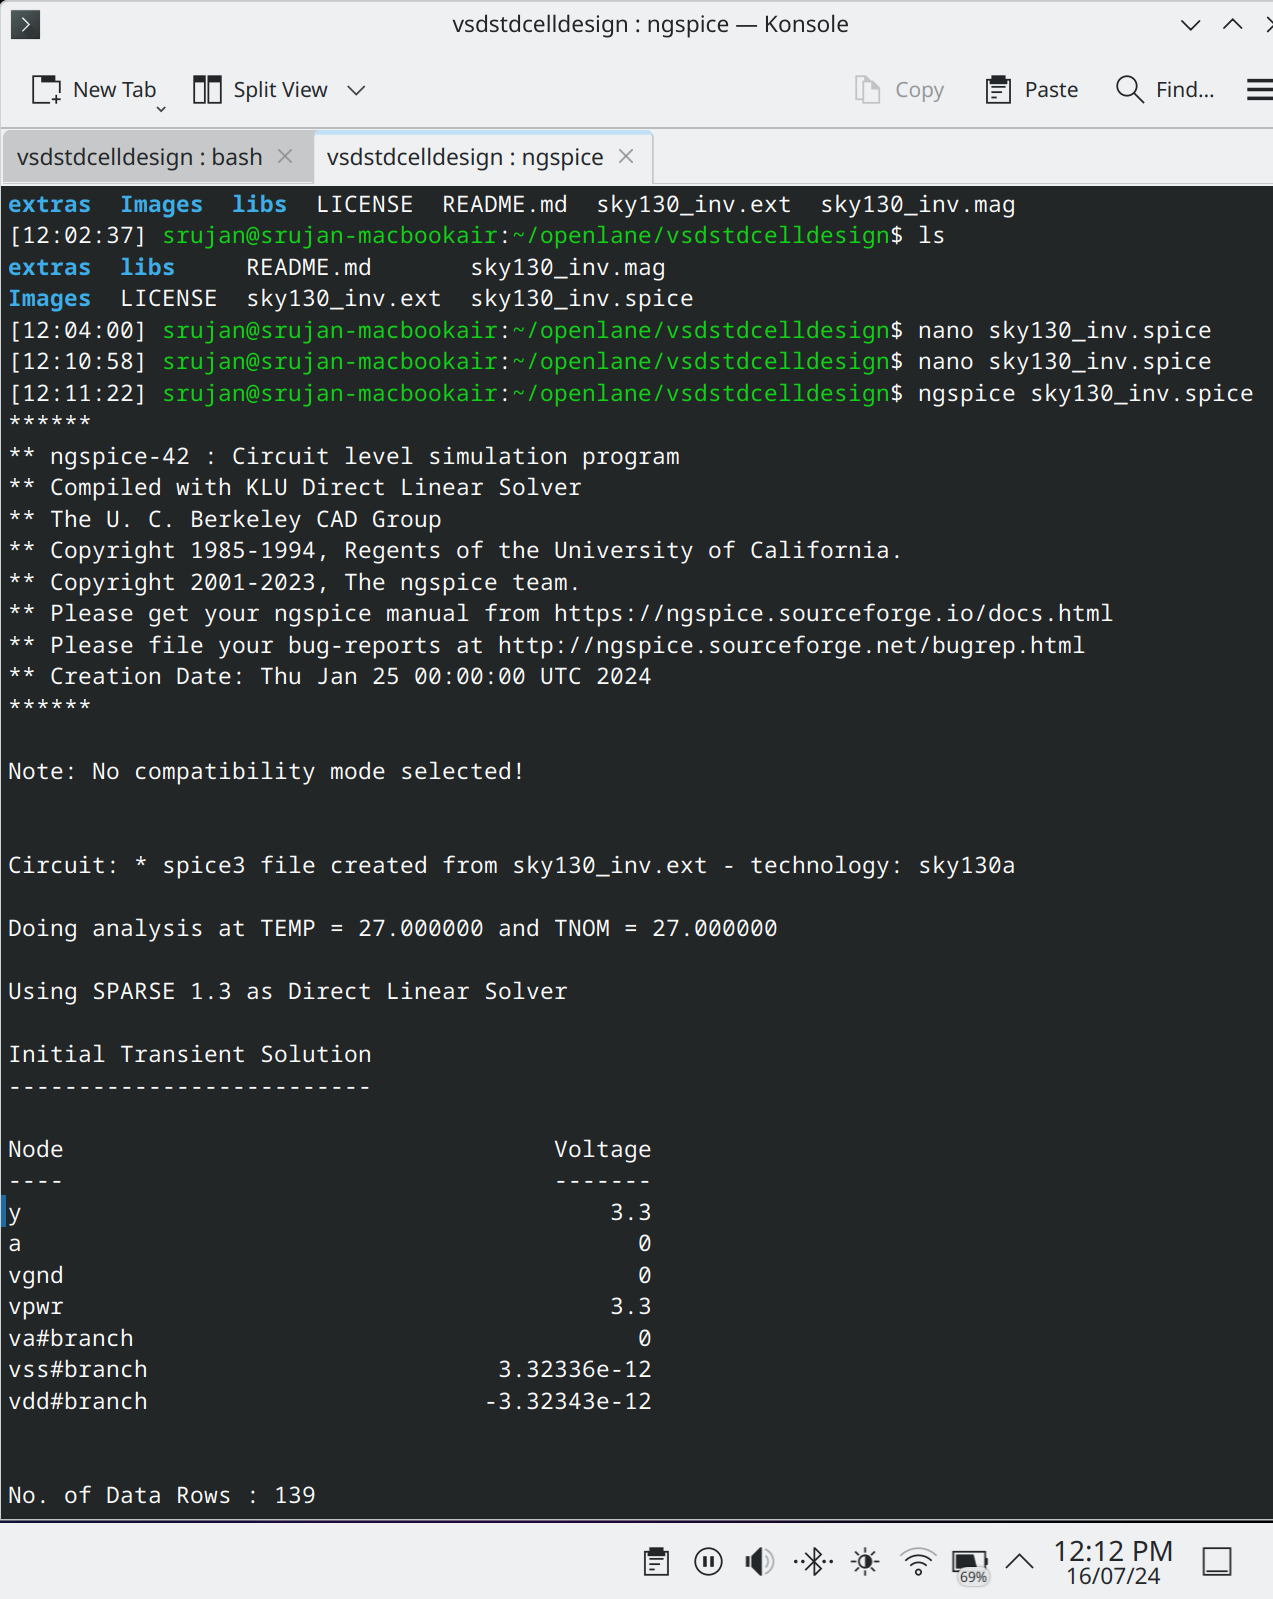 vsdstdcelldesign : ngspice — Konsole
New Tab Split View Copy Paste Find...
vsdstdcelldesign : bash vsdstdcelldesign : ngspice
extras Images libs LICENSE README.md sky130_inv.ext sky130_inv.mag
[12:02:37] srujan@srujan-macbookair:~/openlane/vsdstdcelldesign$ ls
extras libs README.md sky130_inv.mag
Images LICENSE sky130_inv.ext sky130_inv.spice
[12:04:00] srujan@srujan-macbookair:~/openlane/vsdstdcelldesign$ nano sky130_inv.spice
[12:10:58] srujan@srujan-macbookair:~/openlane/vsdstdcelldesign$ nano sky130_inv.spice
[12:11:22] srujan@srujan-macbookair:~/openlane/vsdstdcelldesign$ ngspice sky130_inv.spice
******
** ngspice-42 : Circuit level simulation program
** Compiled with KLU Direct Linear Solver
** The U. C. Berkeley CAD Group
** Copyright 1985-1994, Regents of the University of California.
** Copyright 2001-2023, The ngspice team.
** Please get your ngspice manual from https://ngspice.sourceforge.io/docs.html
** Please file your bug-reports at http://ngspice.sourceforge.net/bugrep.html
** Creation Date: Thu Jan 25 00:00:00 UTC 2024
******
Note: No compatibility mode selected!
Circuit: * spice3 file created from sky130_inv.ext - technology: sky130a
Doing analysis at TEMP = 27.000000 and TNOM = 27.000000
Using SPARSE 1.3 as Direct Linear Solver
Initial Transient Solution
--------------------------
Node Voltage
---- -------
y 3.3
a 0
vgnd 0
vpwr 3.3
va#branch 0
vss#branch 3.32336e-12
vdd#branch -3.32343e-12
No. of Data Rows : 139
12:12 PM
69% 16/07/24